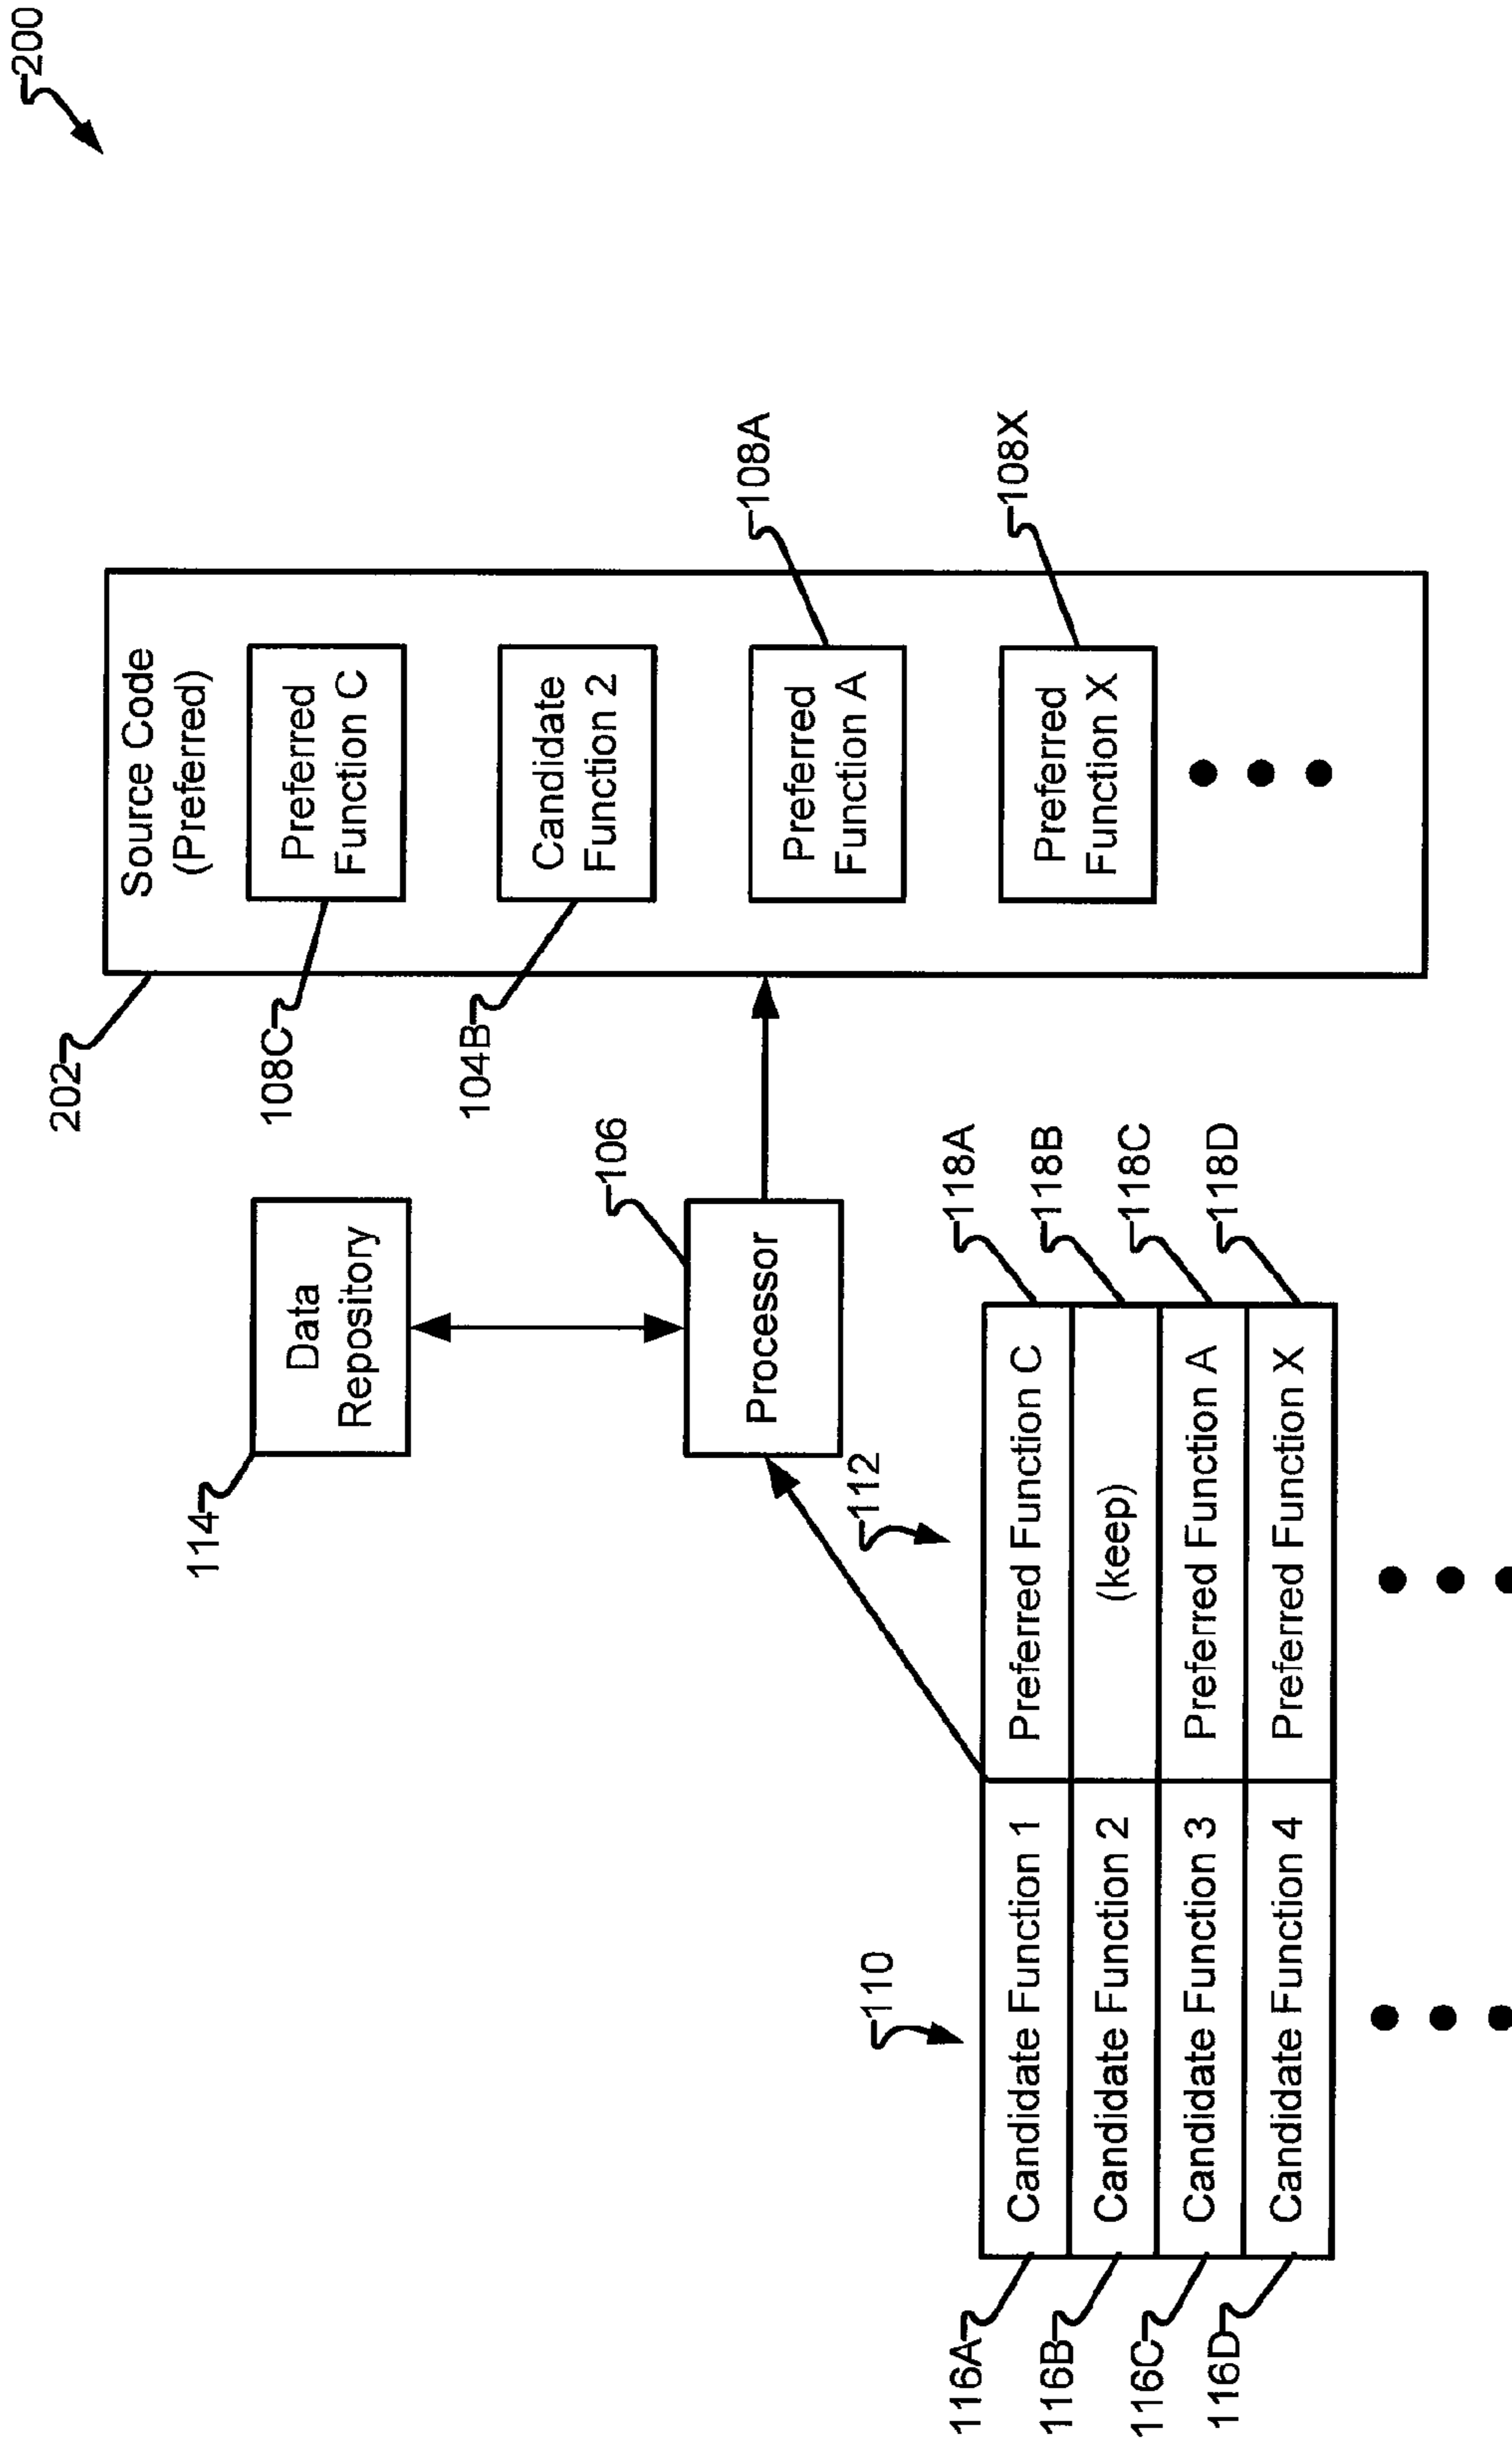 200
202
Source Code
(Preferred)
108C
Preferred
Function C
104B
Candidate
Function 2
Preferred
Function A
108A
Preferred
Function X
108X
114
Data
Repository
106
Processor
110
112
116A
Candidate Function 1
Preferred Function C
118A
116B
Candidate Function 2
(keep)
118B
116C
Candidate Function 3
Preferred Function A
118C
116D
Candidate Function 4
Preferred Function X
118D